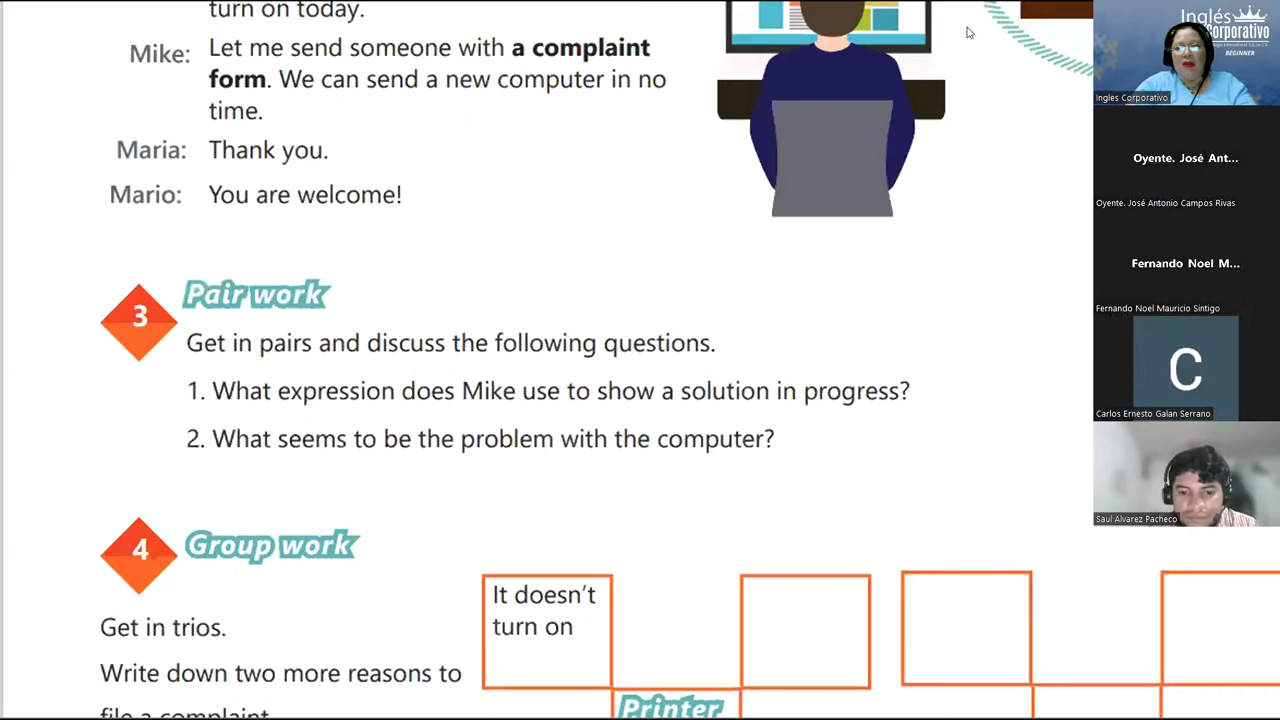 turn on today.
Mike: Let me send someone with a complaint
form. We can send a new computer in no
time.
Maria: Thank you.
Mario: You are welcome!
3 Pair work
Get in pairs and discuss the following questions.
1. What expression does Mike use to show a solution in progress?
2. What seems to be the problem with the computer?
4 Group work
It doesn't
turn on
Get in trios.
Write down two more reasons to
file a complaint
Printer
Inglés
Corporativo
BEGINNER
Ingles Corporativo
Oyente. José Ant...
Oyente. José Antonio Campos Rivas
Fernando Noel M...
Fernando Noel Mauricio Sintigo
C
Carlos Ernesto Galan Serrano
Saul Alvarez Pacheco